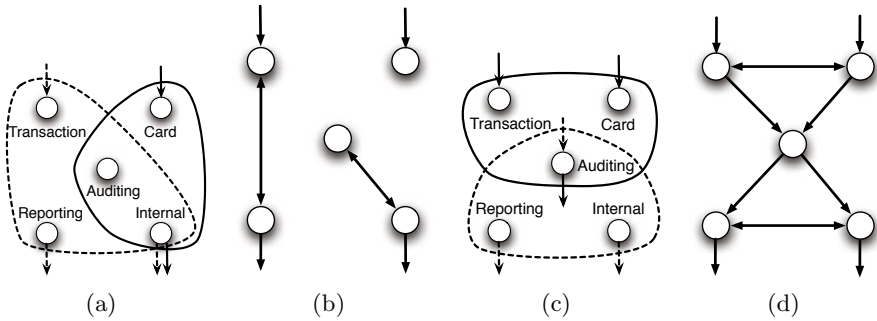 Transaction Card
Auditing
Reporting Internal
Transaction Card
Auditing
Reporting Internal
(a) (b) (c) (d)